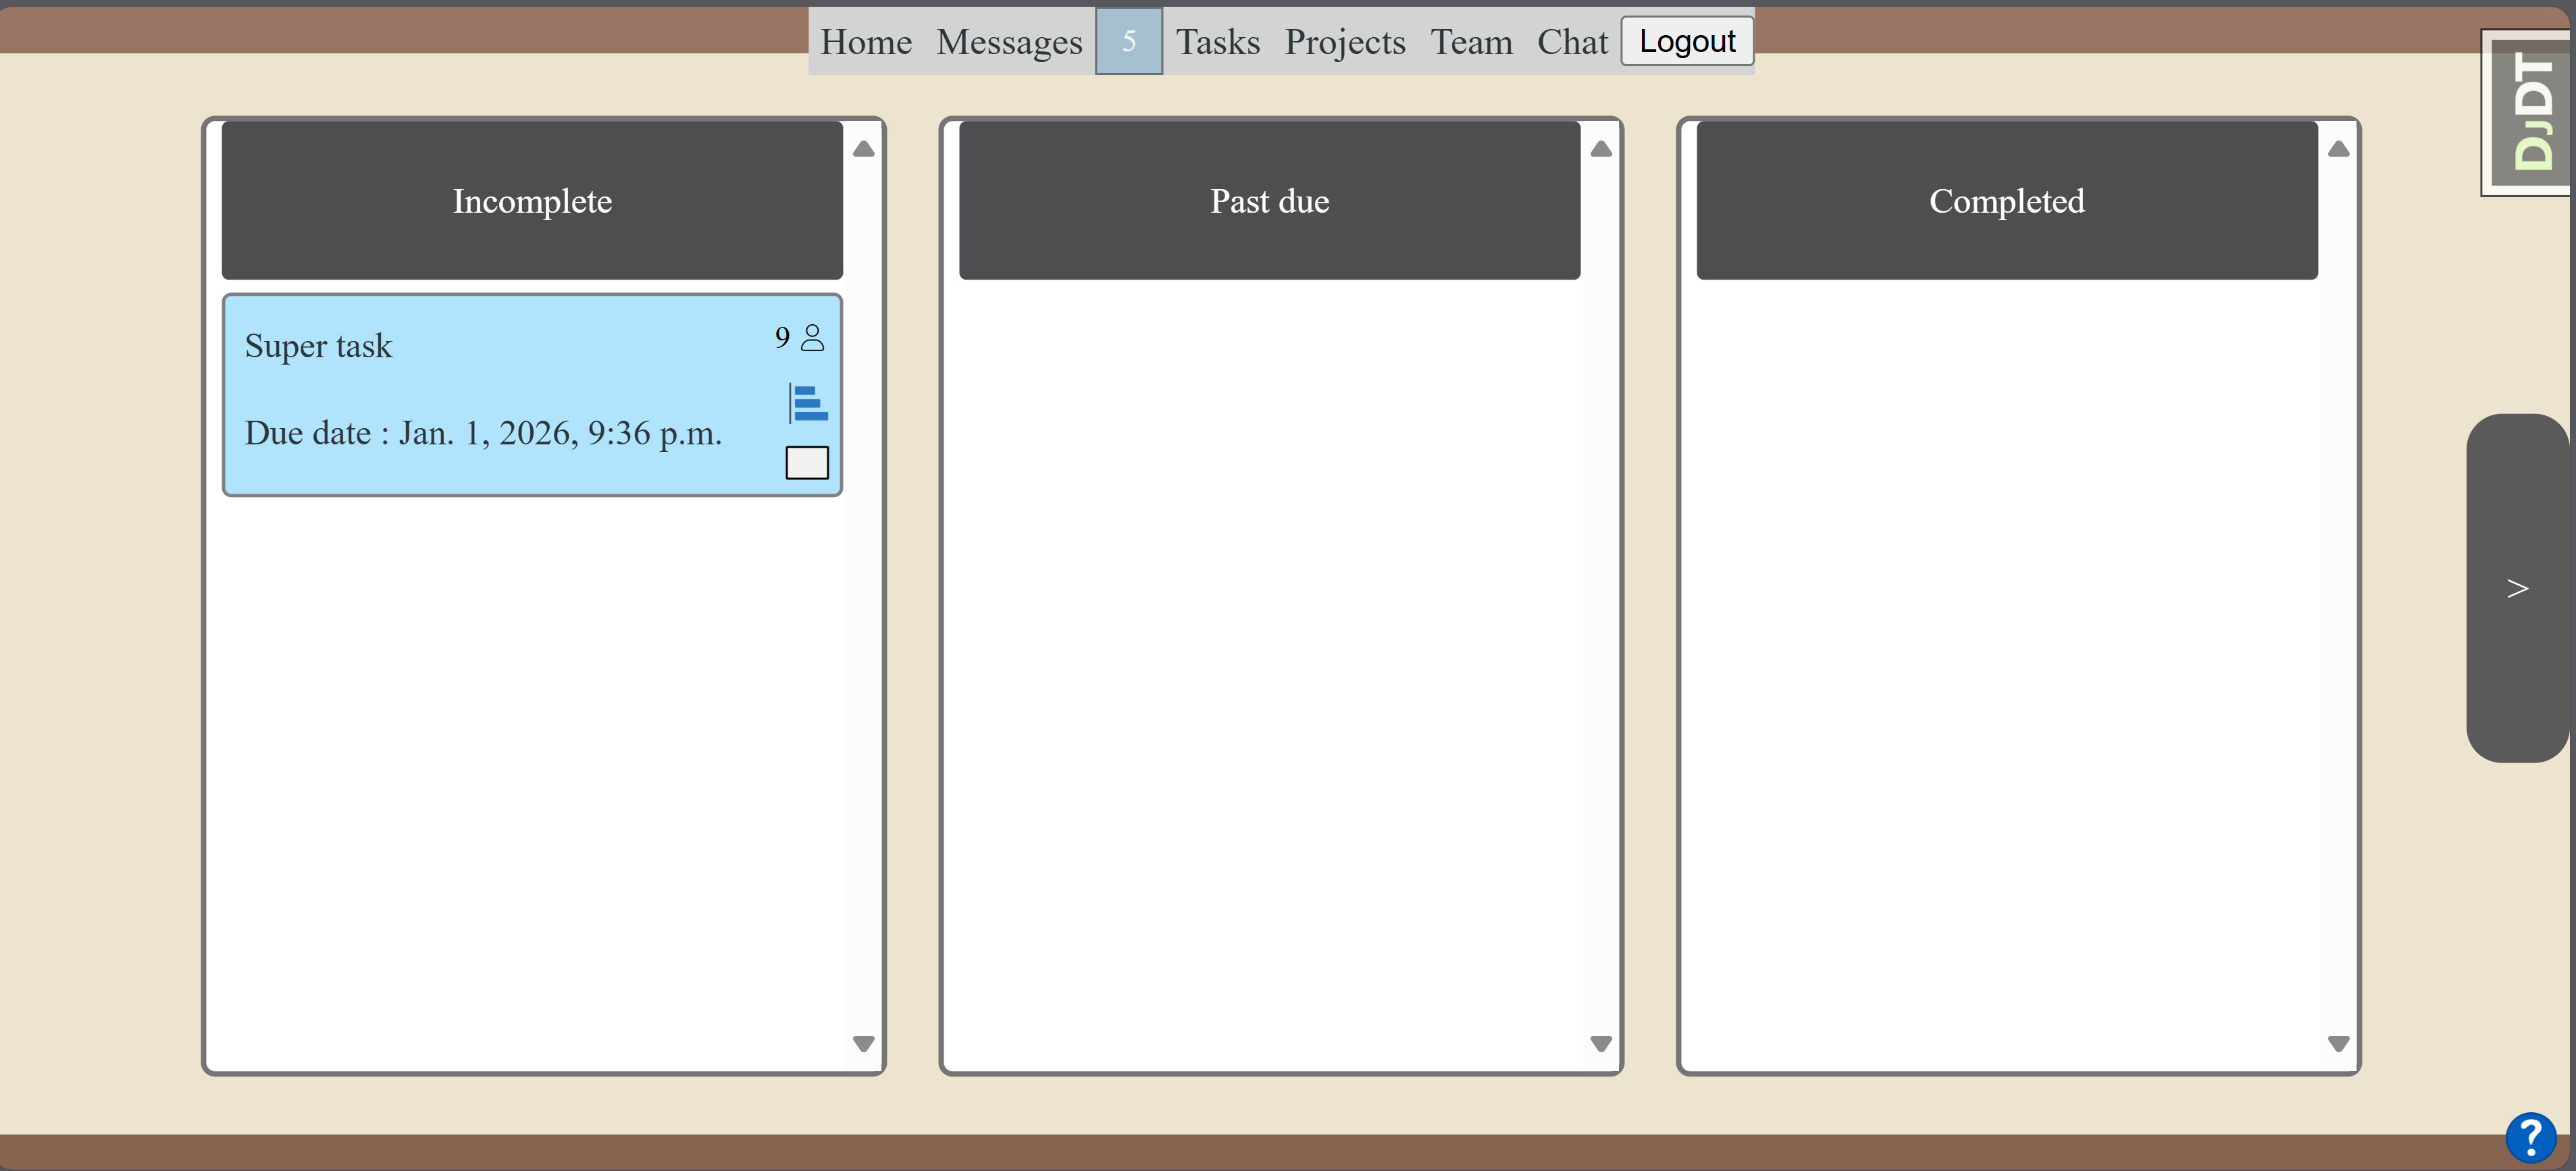 Home Messages 5 Tasks Projects Team Chat Logout
DJDT
Incomplete
Past due
Completed
Super task
9
Due date : Jan. 1, 2026, 9:36 p.m.
>
?